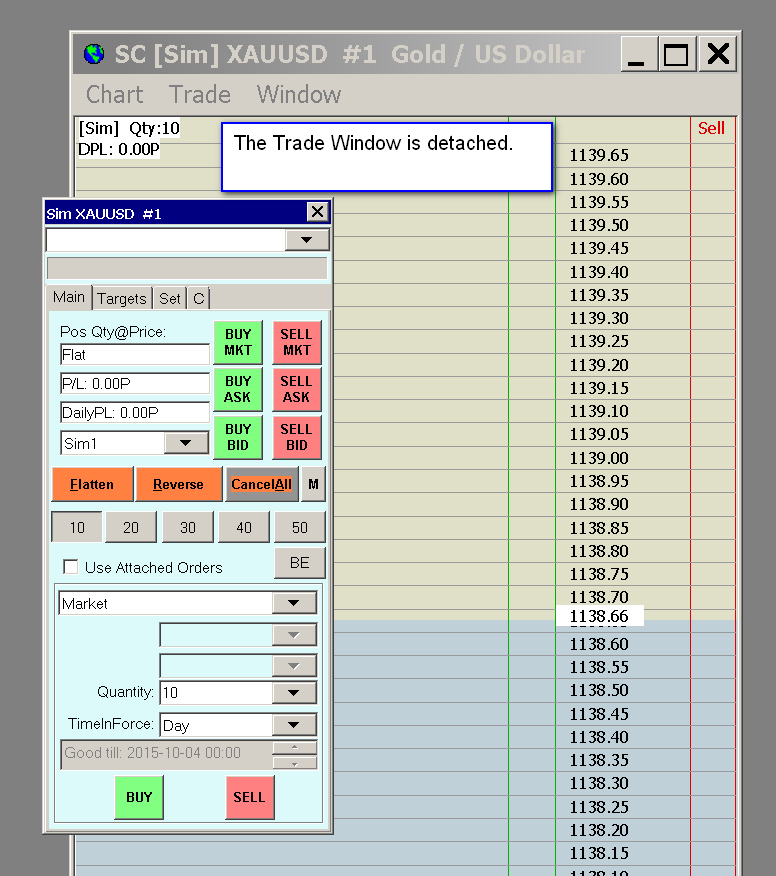 SC [Sim] XAUUSD #1 Gold / US Dollar
Chart Trade Window
[Sim] Qty:10
DPL: 0.00P
The Trade Window is detached.
Sell
1139.65
1139.60
1139.55
1139.50
1139.45
1139.40
1139.35
1139.30
1139.25
1139.20
1139.15
1139.10
1139.05
1139.00
1138.95
1138.90
1138.85
1138.80
1138.75
1138.70
1138.66
1138.60
1138.55
1138.50
1138.45
1138.40
1138.35
1138.30
1138.25
1138.20
1138.15
Sim XAUUSD #1
Main Targets Set C
Pos Qty@Price:
Flat
P/L: 0.00P
DailyPL: 0.00P
Sim1
BUY
MKT
SELL
MKT
BUY
ASK
SELL
ASK
BUY
BID
SELL
BID
Flatten Reverse CancelAll M
10 20 30 40 50
Use Attached Orders BE
Market
Quantity: 10
TimeInForce: Day
Good till: 2015-10-04 00:00
BUY SELL